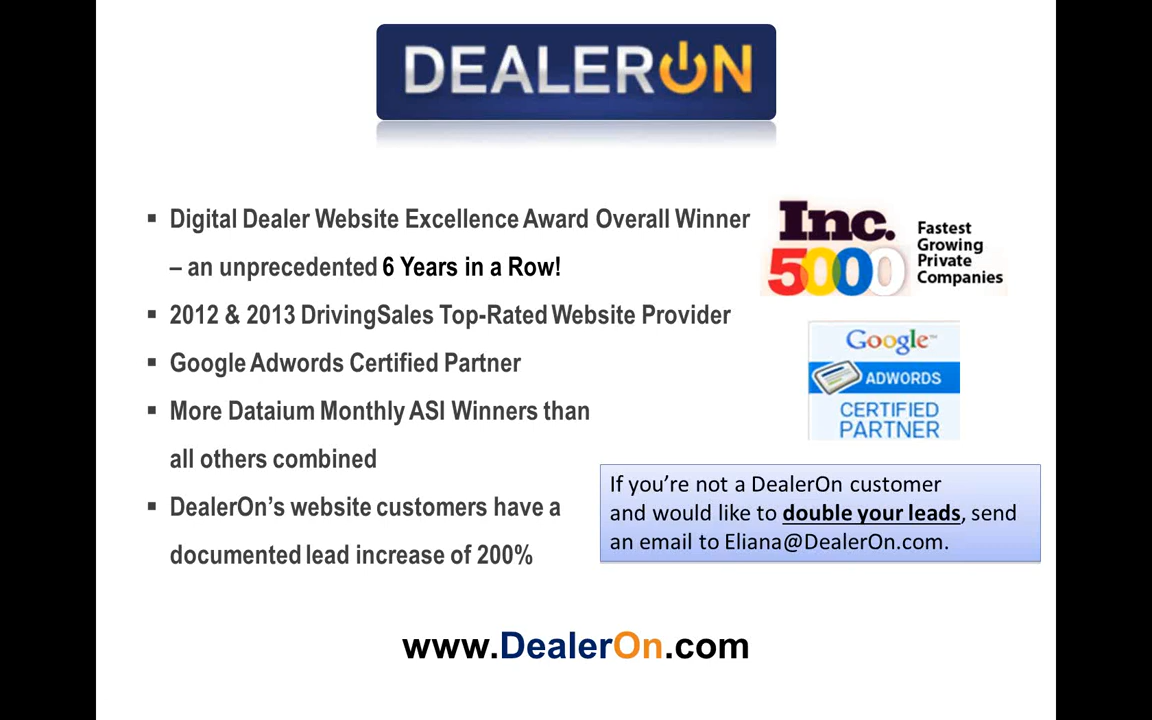 DEALERON
▪ Digital Dealer Website Excellence Award Overall Winner
– an unprecedented 6 Years in a Row!
▪ 2012 & 2013 DrivingSales Top-Rated Website Provider
▪ Google Adwords Certified Partner
▪ More Dataium Monthly ASI Winners than
all others combined
▪ DealerOn’s website customers have a
documented lead increase of 200%
Inc.
5000
Fastest
Growing
Private
Companies
Google™
ADWORDS
CERTIFIED
PARTNER
If you’re not a DealerOn customer
and would like to double your leads, send
an email to Eliana@DealerOn.com.
www.DealerOn.com